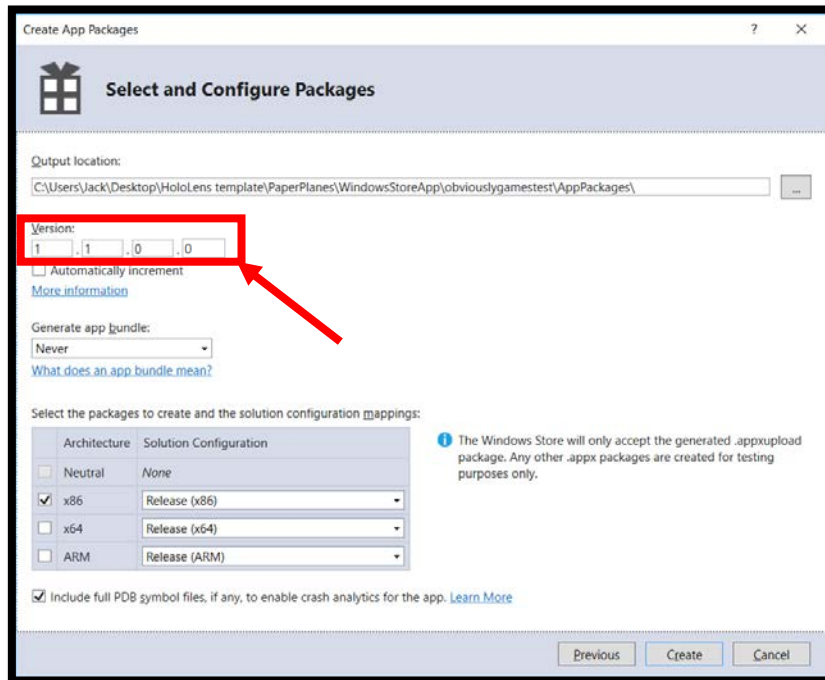 Create App Packages
?
Select and Configure Packages
Output location:
C:\Users\Jack\Desktop\HoloLens template\PaperPlanes\WindowsStoreApp\obviouslygamestest\AppPackages\
...
Version:
1 . 1 . 0 . 0
Automatically increment
More information
Generate app bundle:
Never
What does an app bundle mean?
Select the packages to create and the solution configuration mappings:
Architecture Solution Configuration
Neutral None
x86 Release (x86)
x64 Release (x64)
ARM Release (ARM)
The Windows Store will only accept the generated .appxupload
package. Any other .appx packages are created for testing
purposes only.
Include full PDB symbol files, if any, to enable crash analytics for the app. Learn More
Previous Create Cancel